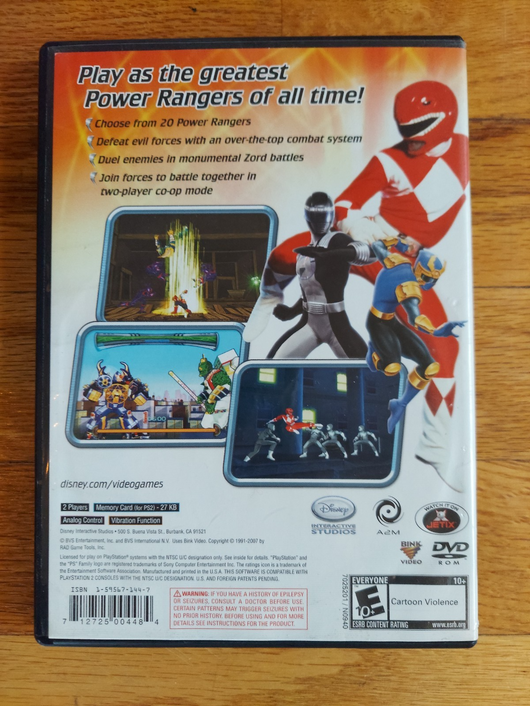 Play as the greatest
Power Rangers of all time!
Choose from 20 Power Rangers
Defeat evil forces with an over-the-top combat system
Duel enemies in monumental Zord battles
Join forces to battle together in
two-player co-op mode
disney.com/videogames
2 Players Memory Card (for PS2) - 27 KB
Analog Control Vibration Function
Disney Interactive Studios • 500 S. Buena Vista St., Burbank, CA 91521
© BVS Entertainment, Inc. and BVS International N.V. Uses Bink Video. Copyright © 1991-2007 by
RAD Game Tools, Inc.
Licensed for play on PlayStation®2 systems with the NTSC U/C designation only. See inside for details. "PlayStation" and
the "PS" Family logo are registered trademarks of Sony Computer Entertainment Inc. The ratings icon is a trademark of
the Entertainment Software Association. Manufactured and printed in the U.S.A. THIS SOFTWARE IS COMPATIBLE WITH
PLAYSTATION 2 CONSOLES WITH THE NTSC U/C DESIGNATION. U.S. AND FOREIGN PATENTS PENDING.
Disney
INTERACTIVE
STUDIOS
A2M
WATCH IT ON
JETIX
BINK
VIDEO
DVD
ROM
ISBN 1-59567-144-7
7 12725 00448 4
WARNING: IF YOU HAVE A HISTORY OF EPILEPSY
OR SEIZURES, CONSULT A DOCTOR BEFORE USE.
CERTAIN PATTERNS MAY TRIGGER SEIZURES WITH
NO PRIOR HISTORY BEFORE USING AND FOR MORE
DETAILS SEE INSTRUCTIONS FOR THE PRODUCT.
7025201 / N0940
EVERYONE 10+
E
10+
Cartoon Violence
ESRB CONTENT RATING www.esrb.org